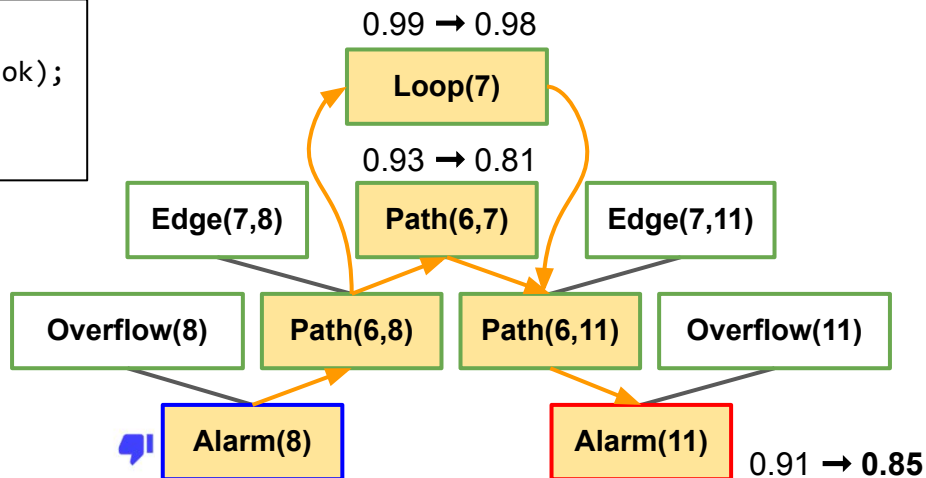 0.99 → 0.98
ok);
Loop(7)
0.93 → 0.81
Edge(7,8) Path(6,7) Edge(7,11)
Overflow(8) Path(6,8) Path(6,11) Overflow(11)
Alarm(8) Alarm(11)
0.91 → 0.85